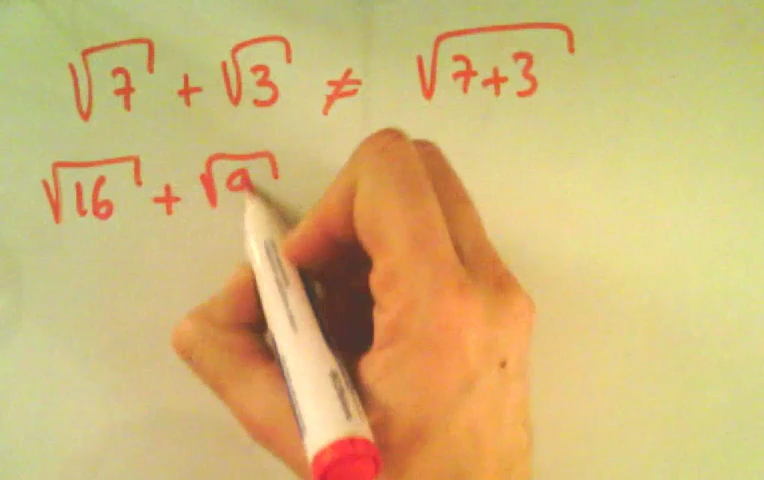 √7 + √3 ≠ √7+3
√16 + √9